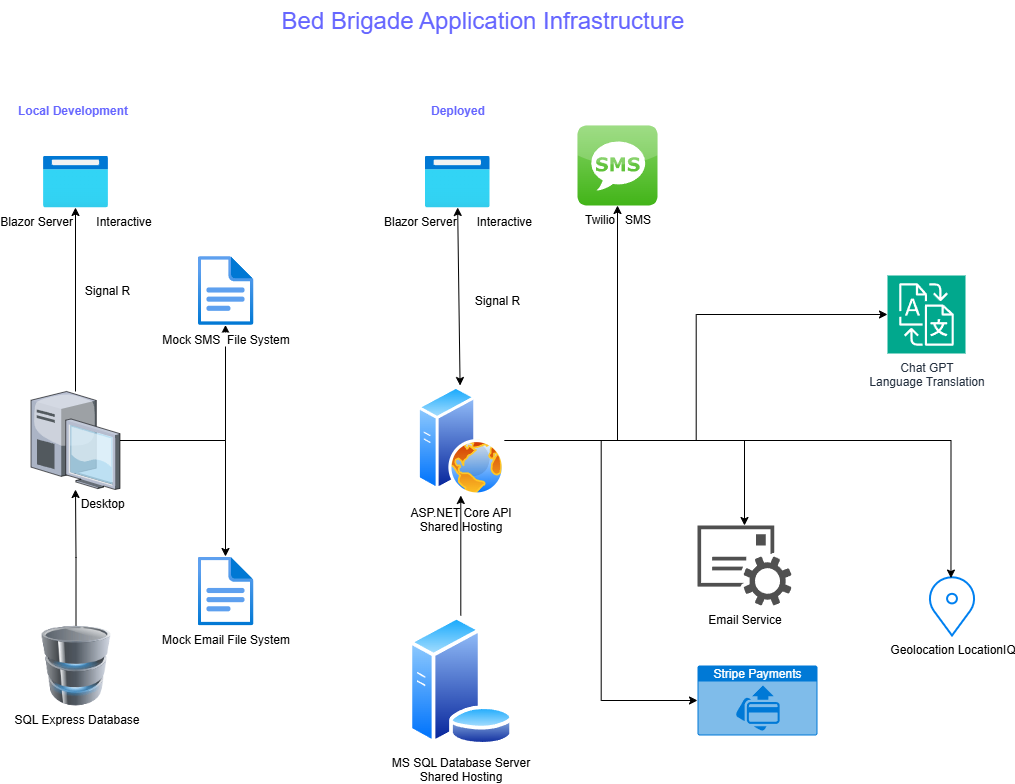 Bed Brigade Application Infrastructure
Local Development
Deployed
SMS
Blazor Server Interactive
Blazor Server Interactive
Twilio SMS
Signal R
Signal R
A
文
Mock SMS File System
Chat GPT
Language Translation
Desktop
ASP.NET Core API
Shared Hosting
Email Service
Mock Email File System
Geolocation LocationIQ
Stripe Payments
SQL Express Database
MS SQL Database Server
Shared Hosting